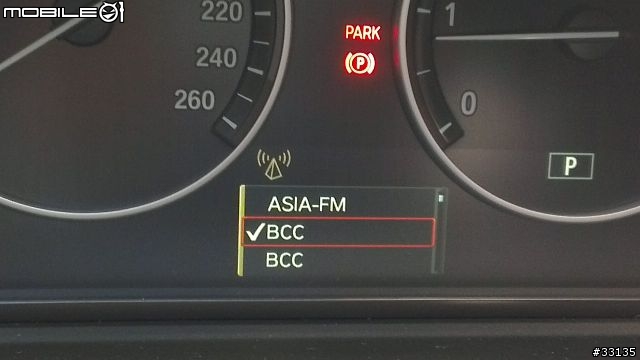 MOBILE01
220
240
260
PARK
P
1
0
P
ASIA-FM
BCC
BCC
#33135